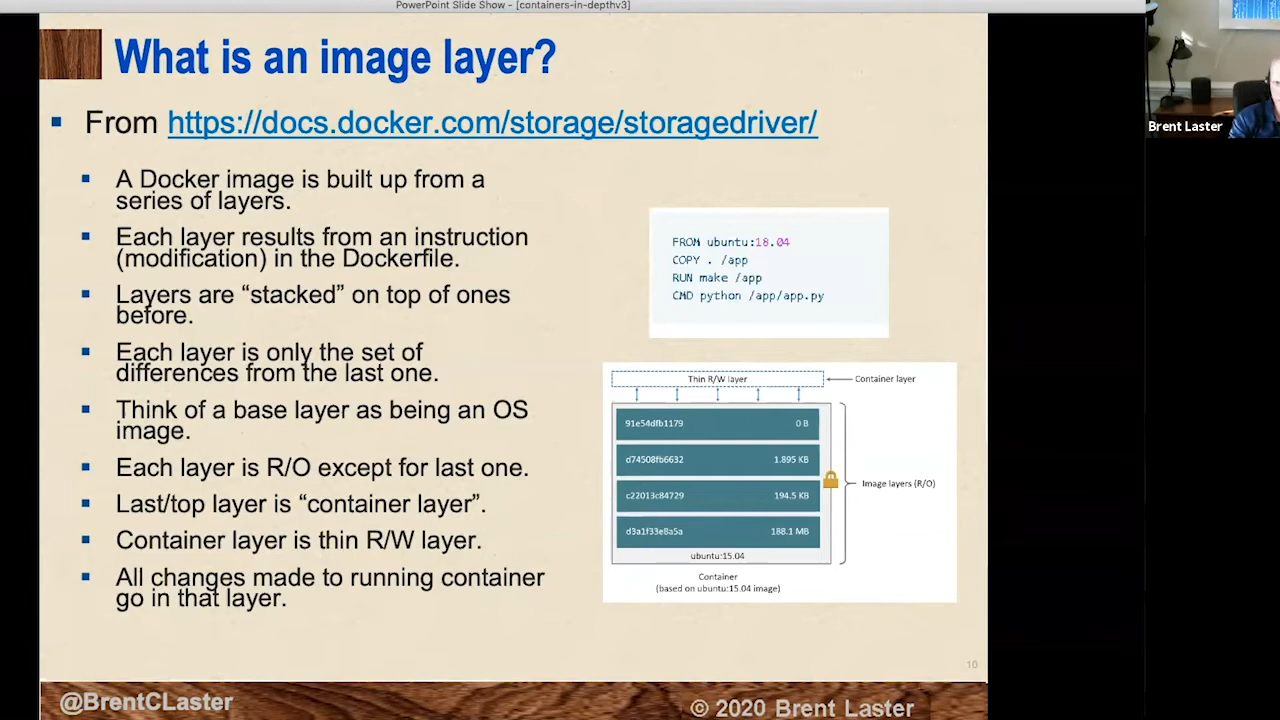 PowerPoint Slide Show - [containers-in-depthv3]
What is an image layer?
From https://docs.docker.com/storage/storagedriver/
A Docker image is built up from a
series of layers.
Each layer results from an instruction
(modification) in the Dockerfile.
Layers are “stacked” on top of ones
before.
Each layer is only the set of
differences from the last one.
Think of a base layer as being an OS
image.
Each layer is R/O except for last one.
Last/top layer is “container layer”.
Container layer is thin R/W layer.
All changes made to running container
go in that layer.
FROM ubuntu:18.04
COPY . /app
RUN make /app
CMD python /app/app.py
Thin R/W layer
Container layer
91e54dfb1179 0 B
d74508fb6632 1.895 KB
c22013c84729 194.5 KB
d3a1f33e8a5a 188.1 MB
Image layers (R/O)
ubuntu:15.04
Container
(based on ubuntu:15.04 image)
10
@BrentCLaster
© 2020 Brent Laster
Brent Laster